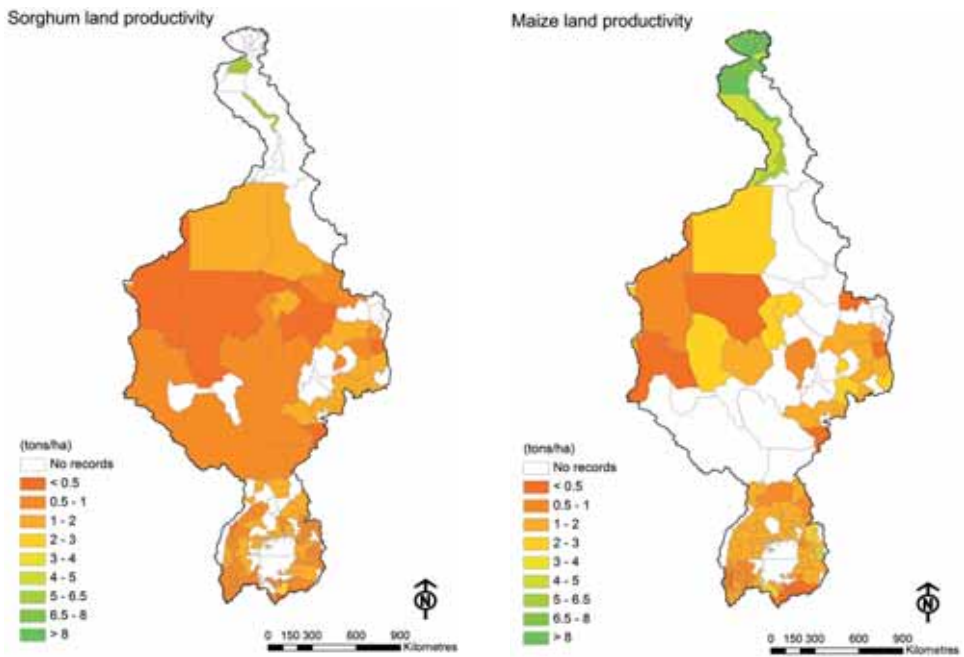 Sorghum land productivity
(tons/ha)
No records
< 0.5
0.5 - 1
1 - 2
2 - 3
3 - 4
4 - 5
5 - 6.5
6.5 - 8
> 8
N
0 150 300 600 900
Kilometres
Maize land productivity
(tons/ha)
No records
< 0.5
0.5 - 1
1 - 2
2 - 3
3 - 4
4 - 5
5 - 6.5
6.5 - 8
> 8
N
0 150 300 600 900
Kilometres